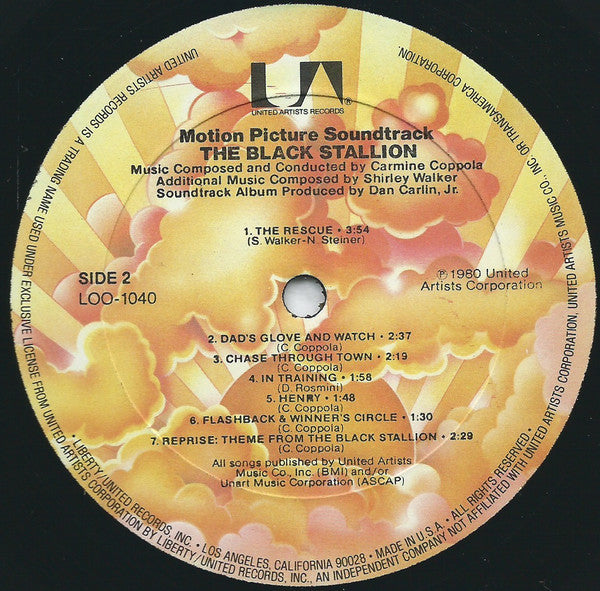 UA®
UNITED ARTISTS RECORDS
Motion Picture Soundtrack
THE BLACK STALLION
Music Composed and Conducted by Carmine Coppola
Additional Music Composed by Shirley Walker
Soundtrack Album Produced by Dan Carlin, Jr.
1. THE RESCUE • 3:54
(S. Walker-N. Steiner)
SIDE 2
LOO-1040
℗ 1980 United
Artists Corporation
2. DAD'S GLOVE AND WATCH • 2:37
(C. Coppola)
3. CHASE THROUGH TOWN • 2:19
(C. Coppola)
4. IN TRAINING • 1:58
(D. Rosmini)
5. HENRY • 1:48
(C. Coppola)
6. FLASHBACK & WINNER'S CIRCLE • 1:30
(C. Coppola)
7. REPRISE: THEME FROM THE BLACK STALLION • 2:29
(C. Coppola)
All songs published by United Artists
Music Co., Inc. (BMI) and/or
Unart Music Corporation (ASCAP)
• LIBERTY/UNITED RECORDS, INC. • LOS ANGELES, CALIFORNIA 90028 • MADE IN U.S.A. • ALL RIGHTS RESERVED •
UNITED ARTISTS RECORDS IS A TRADING NAME USED UNDER EXCLUSIVE LICENSE FROM UNITED ARTISTS CORPORATION BY LIBERTY/UNITED RECORDS, INC., AN INDEPENDENT COMPANY NOT AFFILIATED WITH UNITED ARTISTS CORPORATION, UNITED ARTISTS MUSIC CO., INC. OR TRANSAMERICA CORPORATION.